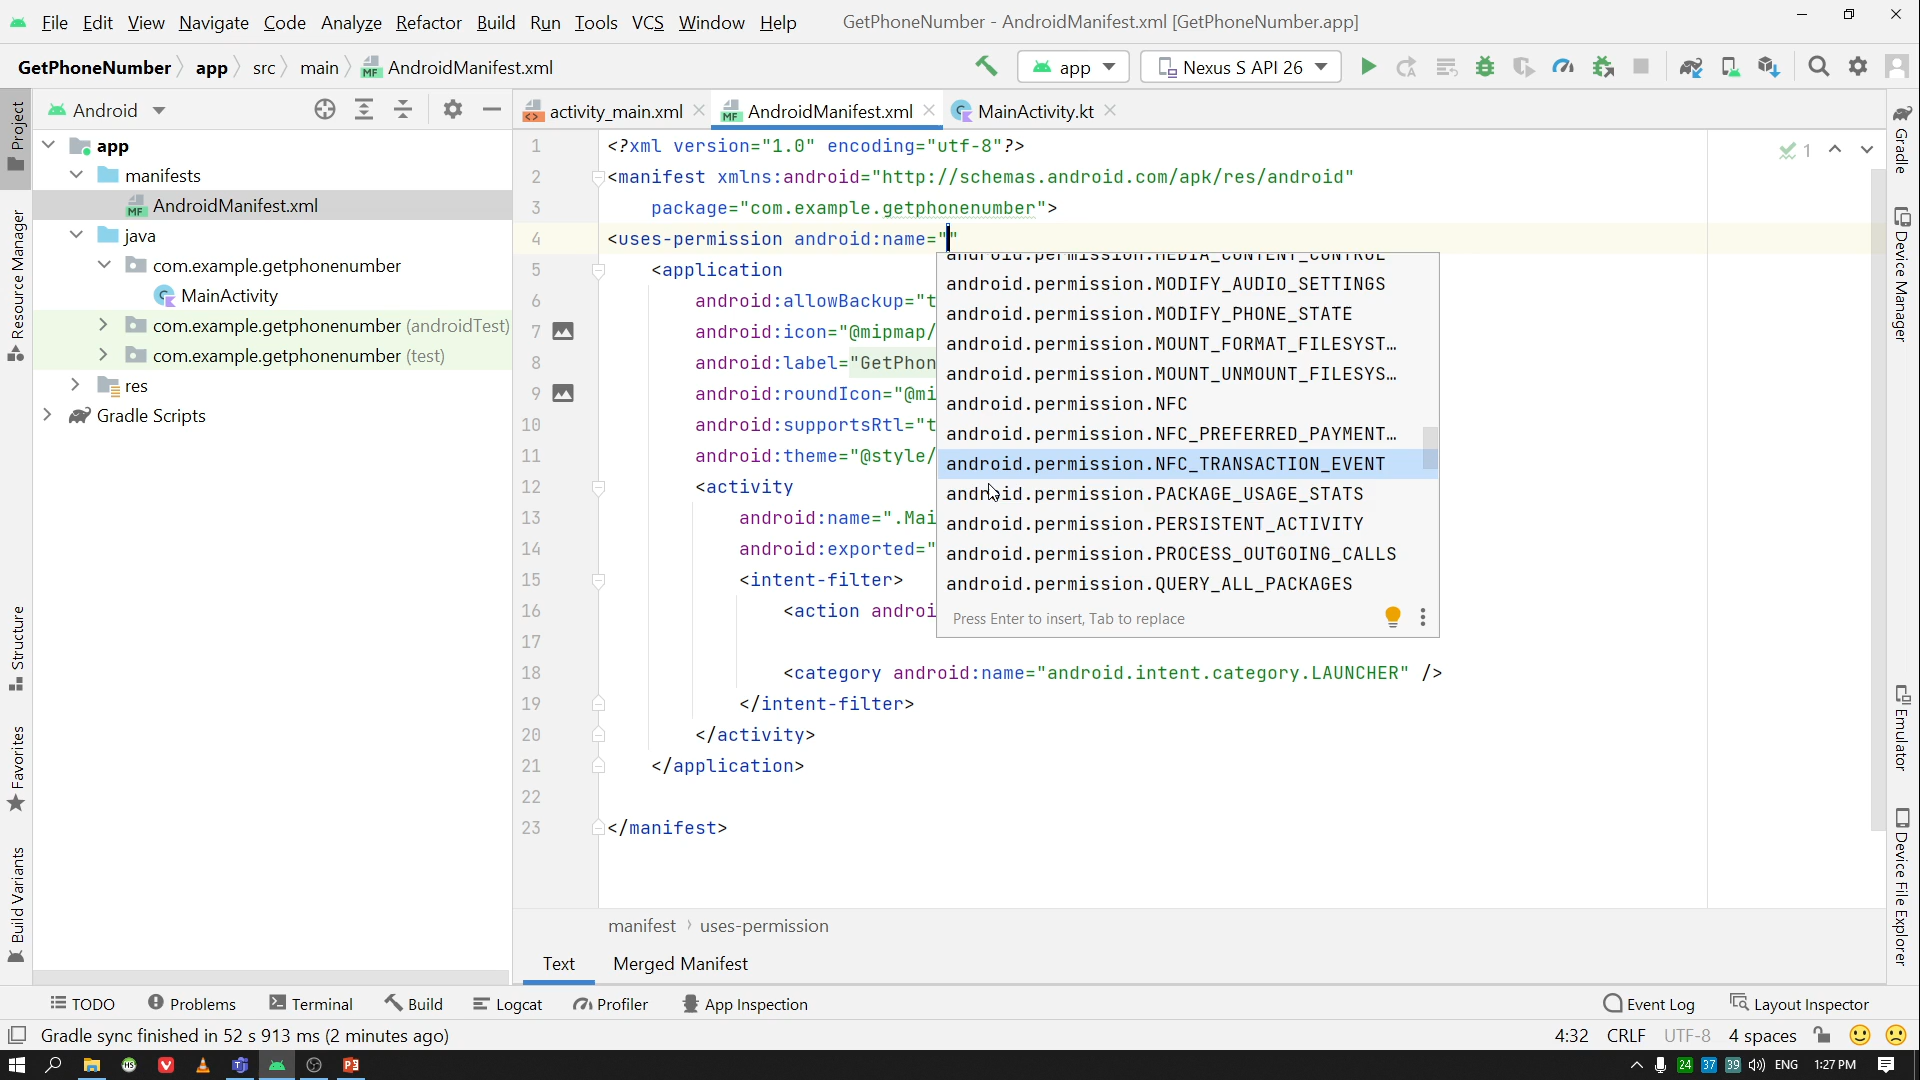 File Edit View Navigate Code Analyze Refactor Build Run Tools VCS Window Help GetPhoneNumber - AndroidManifest.xml [GetPhoneNumber.app]
GetPhoneNumber app src main AndroidManifest.xml app Nexus S API 26
Project
Resource Manager
Structure
Favorites
Build Variants
Android
app
manifests
AndroidManifest.xml
java
com.example.getphonenumber
MainActivity
com.example.getphonenumber (androidTest)
com.example.getphonenumber (test)
res
Gradle Scripts
activity_main.xml AndroidManifest.xml MainActivity.kt
1 <?xml version="1.0" encoding="utf-8"?>
2 <manifest xmlns:android="http://schemas.android.com/apk/res/android"
3 package="com.example.getphonenumber">
4 <uses-permission android:name=""
5 <application
6 android:allowBackup="t
7 android:icon="@mipmap/
8 android:label="GetPhon
9 android:roundIcon="@mi
10 android:supportsRtl="t
11 android:theme="@style/
12 <activity
13 android:name=".Mai
14 android:exported="
15 <intent-filter>
16 <action androi
17
18 <category android:name="android.intent.category.LAUNCHER" />
19 </intent-filter>
20 </activity>
21 </application>
22
23 </manifest>
1
android.permission.MEDIA_CONTENT_CONTROL
android.permission.MODIFY_AUDIO_SETTINGS
android.permission.MODIFY_PHONE_STATE
android.permission.MOUNT_FORMAT_FILESYST…
android.permission.MOUNT_UNMOUNT_FILESYS…
android.permission.NFC
android.permission.NFC_PREFERRED_PAYMENT…
android.permission.NFC_TRANSACTION_EVENT
android.permission.PACKAGE_USAGE_STATS
android.permission.PERSISTENT_ACTIVITY
android.permission.PROCESS_OUTGOING_CALLS
android.permission.QUERY_ALL_PACKAGES
Press Enter to insert, Tab to replace
manifest › uses-permission
Text Merged Manifest
Gradle
Device Manager
Emulator
Device File Explorer
TODO Problems Terminal Build Logcat Profiler App Inspection Event Log Layout Inspector
Gradle sync finished in 52 s 913 ms (2 minutes ago) 4:32 CRLF UTF-8 4 spaces
24 37 39 ENG 1:27 PM